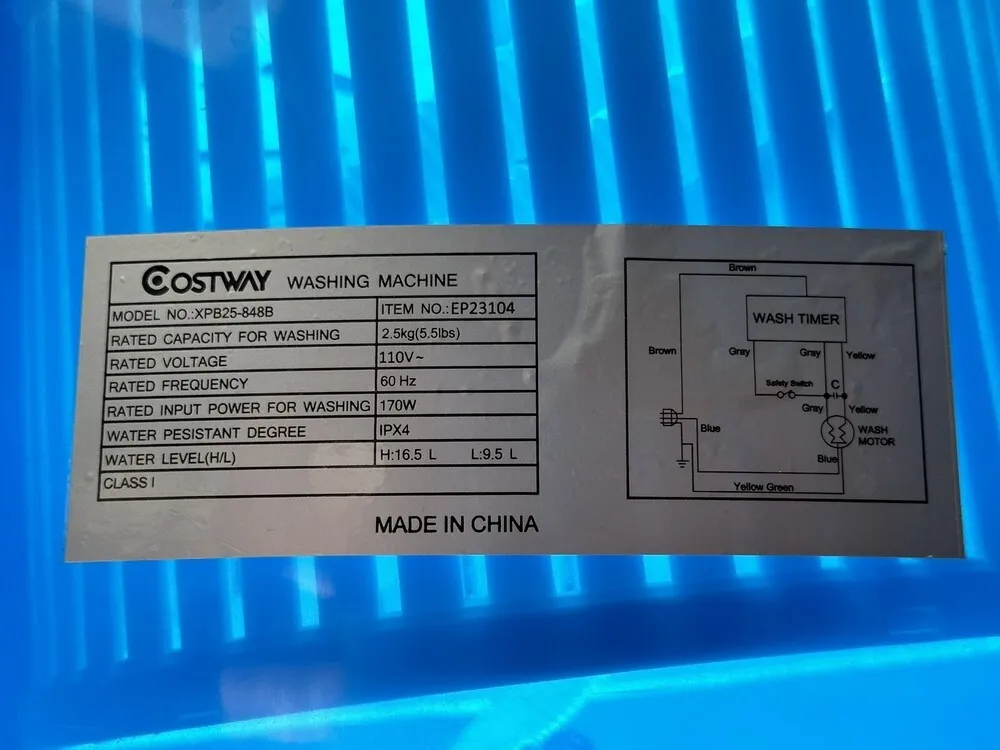 COSTWAY WASHING MACHINE
MODEL NO.:XPB25-848B ITEM NO.:EP23104
RATED CAPACITY FOR WASHING 2.5kg(5.5lbs)
RATED VOLTAGE 110V~
RATED FREQUENCY 60 Hz
RATED INPUT POWER FOR WASHING 170W
WATER PESISTANT DEGREE IPX4
WATER LEVEL(H/L) H:16.5 L L:9.5 L
CLASS I
MADE IN CHINA
Brown
WASH TIMER
Brown Gray Gray Yellow
Safety Switch C
Gray Yellow
Blue WASH
MOTOR
Blue
Yellow Green